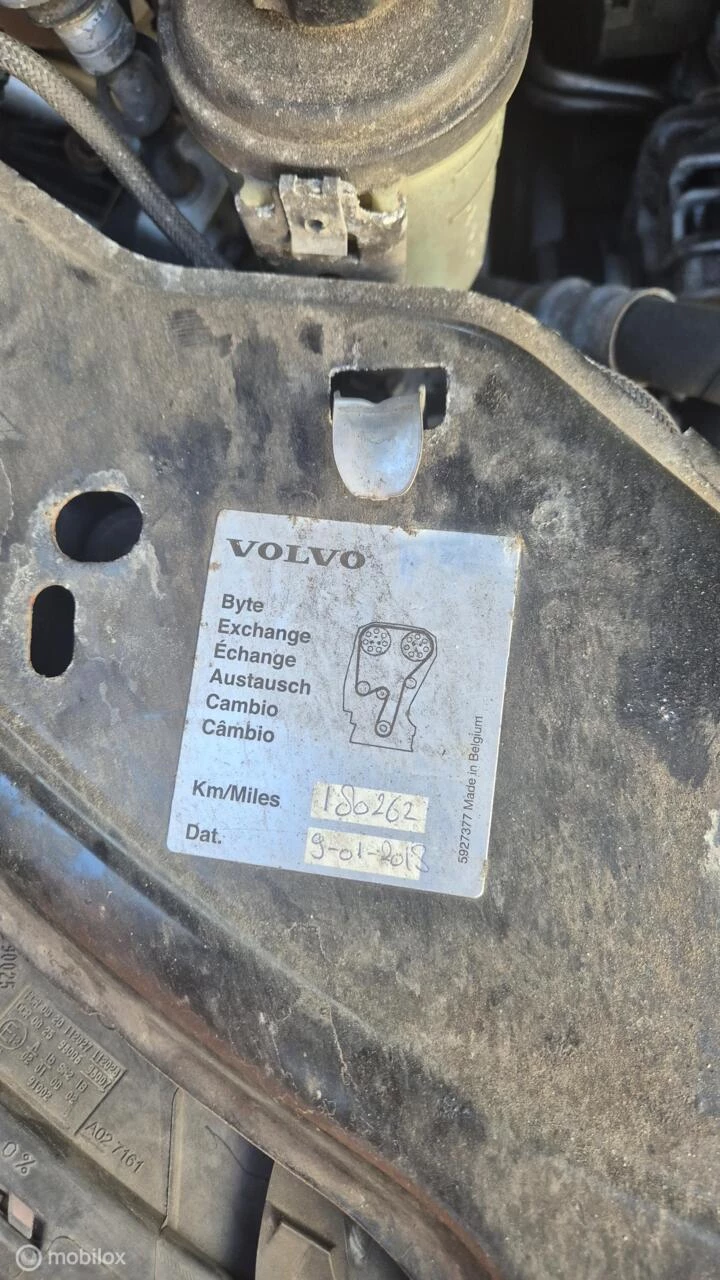 VOLVO
Byte
Exchange
Échange
Austausch
Cambio
Câmbio
Km/Miles 180262
Dat. 9-01-2018
5927377 Made in Belgium
A02 7161
0%
mobilox